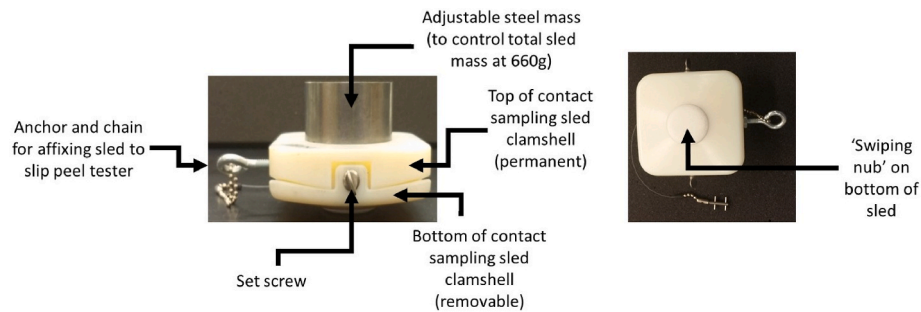 Adjustable steel mass
(to control total sled
mass at 660g)
Anchor and chain
for affixing sled to
slip peel tester
Top of contact
sampling sled
clamshell
(permanent)
Set screw
Bottom of contact
sampling sled
clamshell
(removable)
‘Swiping
nub’ on
bottom of
sled